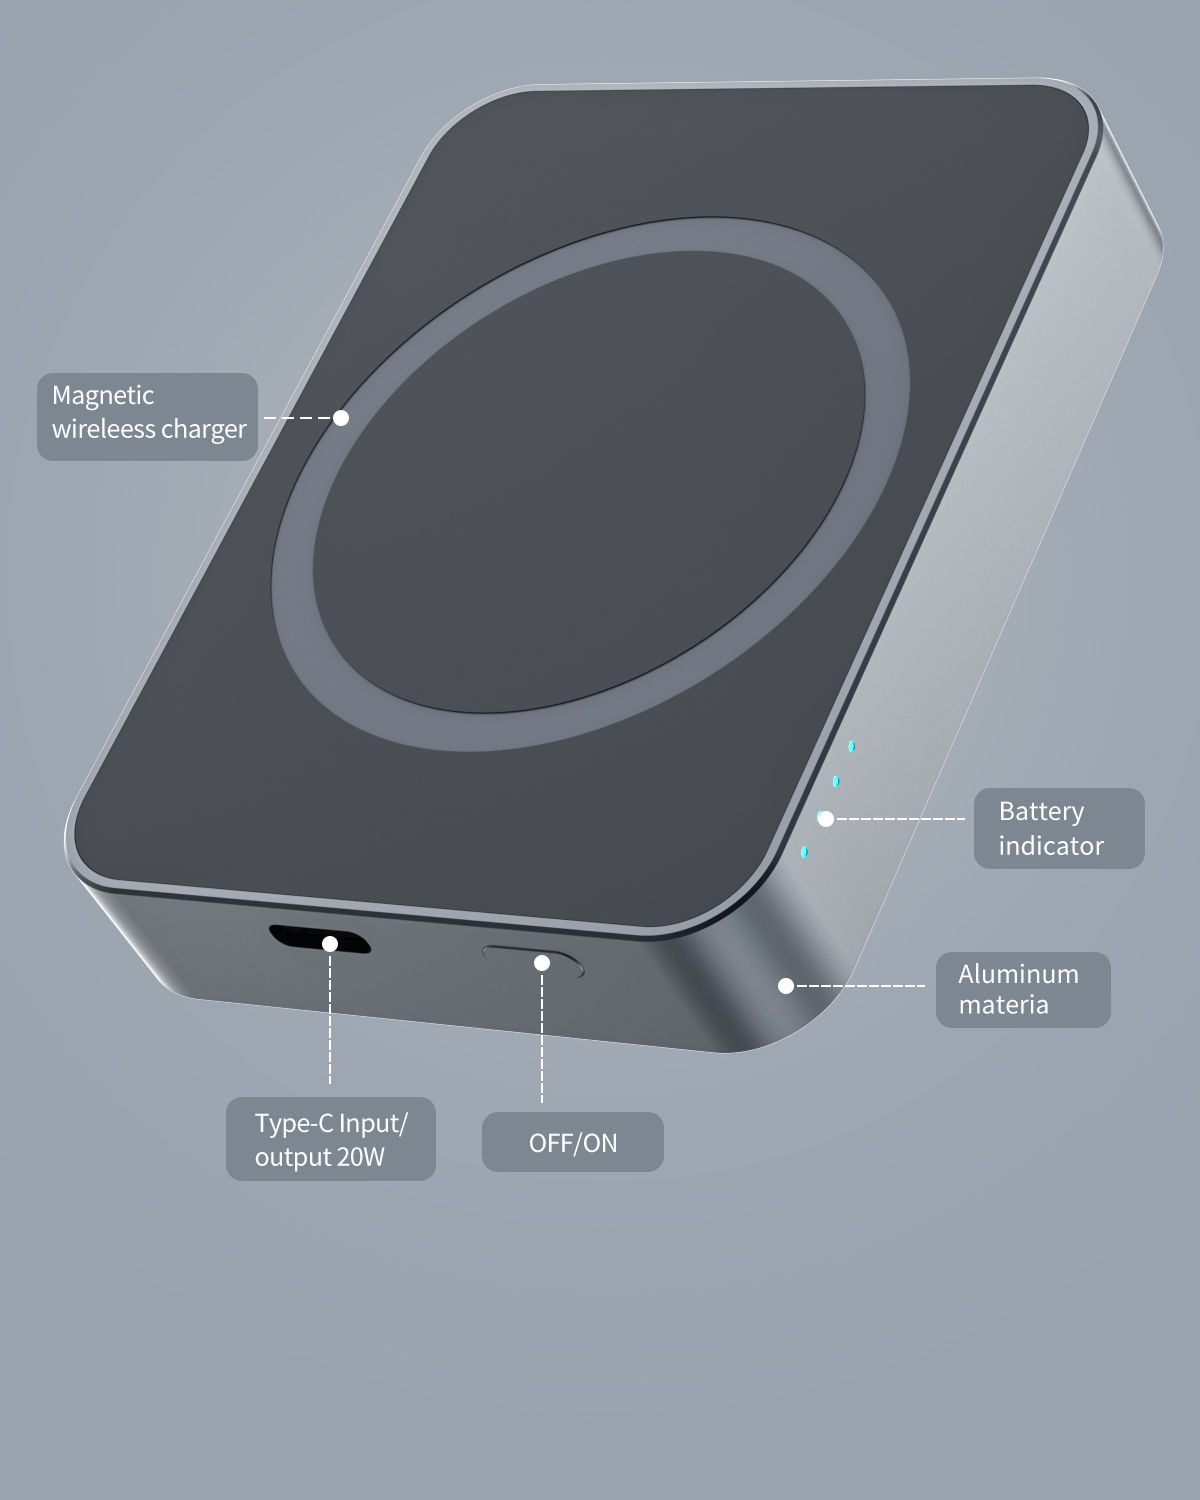 Magnetic
wireleess charger
Battery
indicator
Aluminum
materia
Type-C Input/
output 20W
OFF/ON